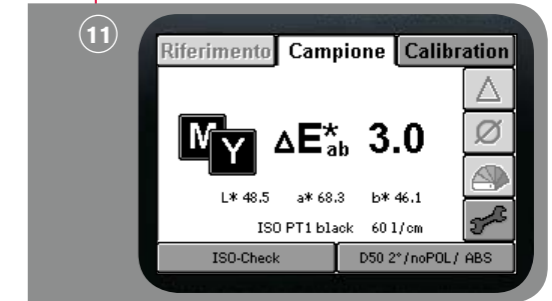 11
Riferimento Campione Calibration
M Y ΔE*ab 3.0
L* 48.5 a* 68.3 b* 46.1
ISO PT1 black 60 l/cm
ISO-Check D50 2°/noPOL/ ABS